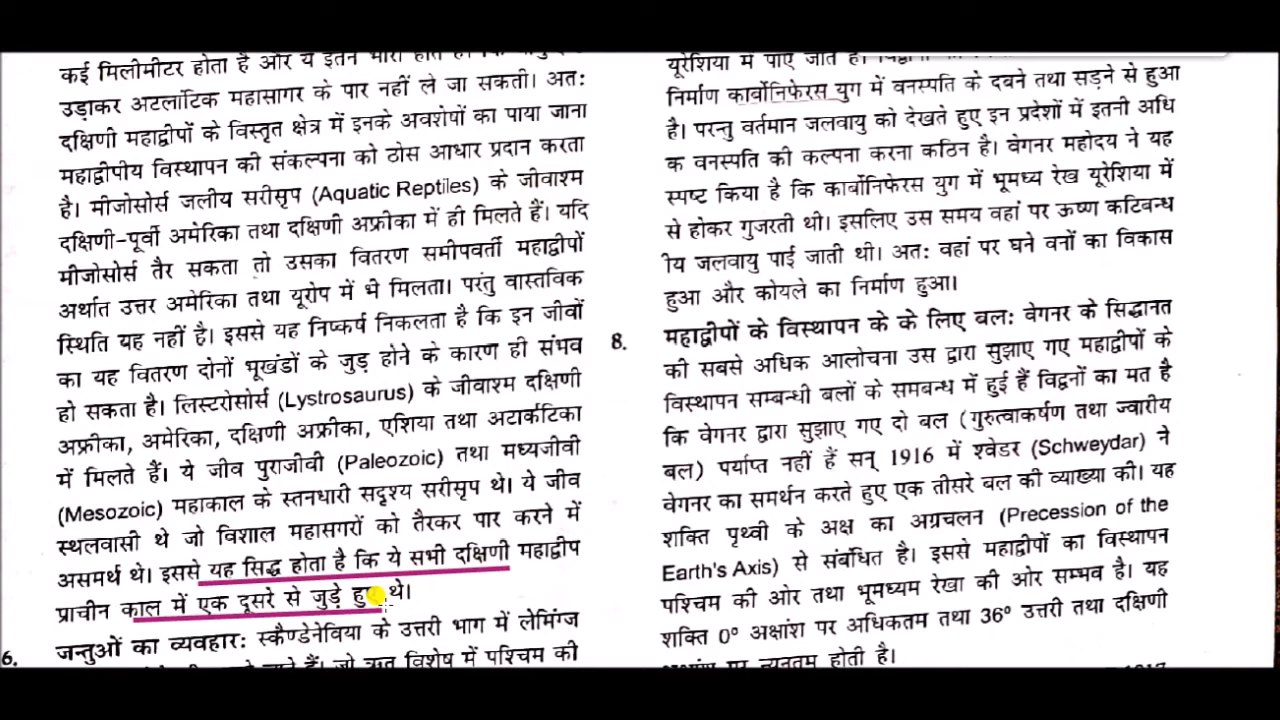 कई मिलीमीटर होता है और ये इतने भारी होते हैं कि
उड़ाकर अटलांटिक महासागर के पार नहीं ले जा सकती। अतः
दक्षिणी महाद्वीपों के विस्तृत क्षेत्र में इनके अवशेषों का पाया जाना
महाद्वीपीय विस्थापन की संकल्पना को ठोस आधार प्रदान करता
है। मीजोसोर्स जलीय सरीसृप (Aquatic Reptiles) के जीवाश्म
दक्षिणी-पूर्वी अमेरिका तथा दक्षिणी अफ्रीका में ही मिलते हैं। यदि
मीजोसोर्स तैर सकता तो उसका वितरण समीपवर्ती महाद्वीपों
अर्थात उत्तर अमेरिका तथा यूरोप में भे मिलता। परंतु वास्तविक
स्थिति यह नहीं है। इससे यह निष्कर्ष निकलता है कि इन जीवों
का यह वितरण दोनों भूखंडों के जुड़ होने के कारण ही संभव
हो सकता है। लिस्टरोसोर्स (Lystrosaurus) के जीवाश्म दक्षिणी
अफ्रीका, अमेरिका, दक्षिणी अफ्रीका, एशिया तथा अटार्कटिका
में मिलते हैं। ये जीव पुराजीवी (Paleozoic) तथा मध्यजीवी
(Mesozoic) महाकाल के स्तनधारी सदृश्य सरीसृप थे। ये जीव
स्थलवासी थे जो विशाल महासगरों को तैरकर पार करने में
असमर्थ थे। इससे यह सिद्ध होता है कि ये सभी दक्षिणी महाद्वीप
प्राचीन काल में एक दूसरे से जुड़े थे।
6. जन्तुओं का व्यवहारः स्कैण्डेनेविया के उत्तरी भाग में लेमिंग्ज
जो ऋतु विशेष में पश्चिम की
यूरेशिया में पाए जाते हैं।
निर्माण कार्बोनिफेरस युग में वनस्पति के दबने तथा सड़ने से हुआ
है। परन्तु वर्तमान जलवायु को देखते हुए इन प्रदेशों में इतनी अधि
क वनस्पति की कल्पना करना कठिन है। वेगनर महोदय ने यह
स्पष्ट किया है कि कार्बोनिफेरस युग में भूमध्य रेख यूरेशिया में
से होकर गुजरती थी। इसलिए उस समय वहां पर ऊष्ण कटिबन्ध
ीय जलवायु पाई जाती थी। अतः वहां पर घने वनों का विकास
हुआ और कोयले का निर्माण हुआ।
8. महाद्वीपों के विस्थापन के के लिए बलः वेगनर के सिद्धानत
की सबसे अधिक आलोचना उस द्वारा सुझाए गए महाद्वीपों के
विस्थापन सम्बन्धी बलों के समबन्ध में हुई हैं विद्वनों का मत है
कि वेगनर द्वारा सुझाए गए दो बल (गुरुत्वाकर्षण तथा ज्वारीय
बल) पर्याप्त नहीं हैं सन् 1916 में श्वेडर (Schweydar) ने
वेगनर का समर्थन करते हुए एक तीसरे बल की व्याख्या की। यह
शक्ति पृथ्वी के अक्ष का अग्रचलन (Precession of the
Earth's Axis) से संबंधित है। इससे महाद्वीपों का विस्थापन
पश्चिम की ओर तथा भूमध्यम रेखा की ओर सम्भव है। यह
शक्ति 0° अक्षांश पर अधिकतम तथा 36° उत्तरी तथा दक्षिणी
अक्षांश पर न्यूनतम होती है।